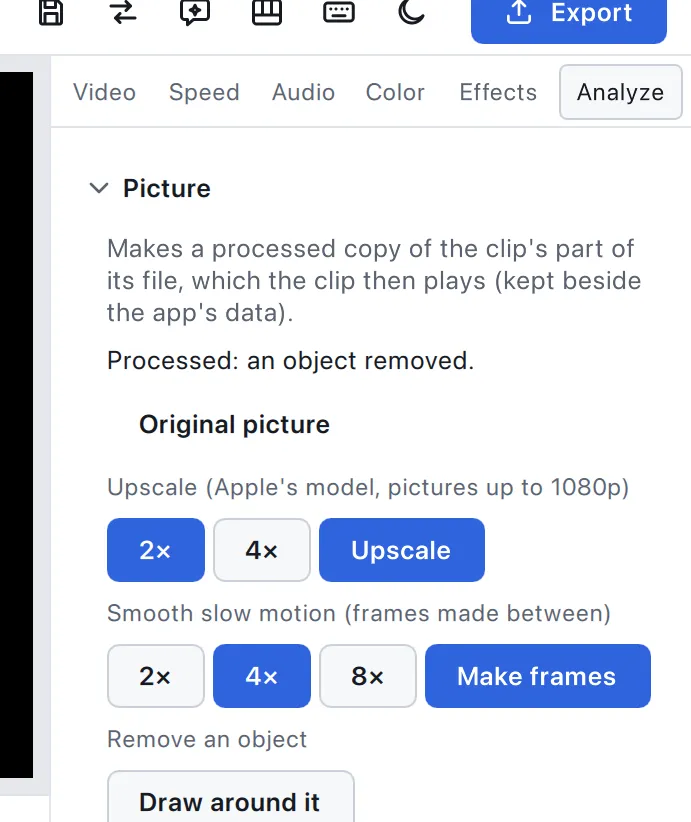 Export
Video Speed Audio Color Effects Analyze
Picture
Makes a processed copy of the clip's part of
its file, which the clip then plays (kept beside
the app's data).
Processed: an object removed.
Original picture
Upscale (Apple's model, pictures up to 1080p)
2× 4× Upscale
Smooth slow motion (frames made between)
2× 4× 8× Make frames
Remove an object
Draw around it